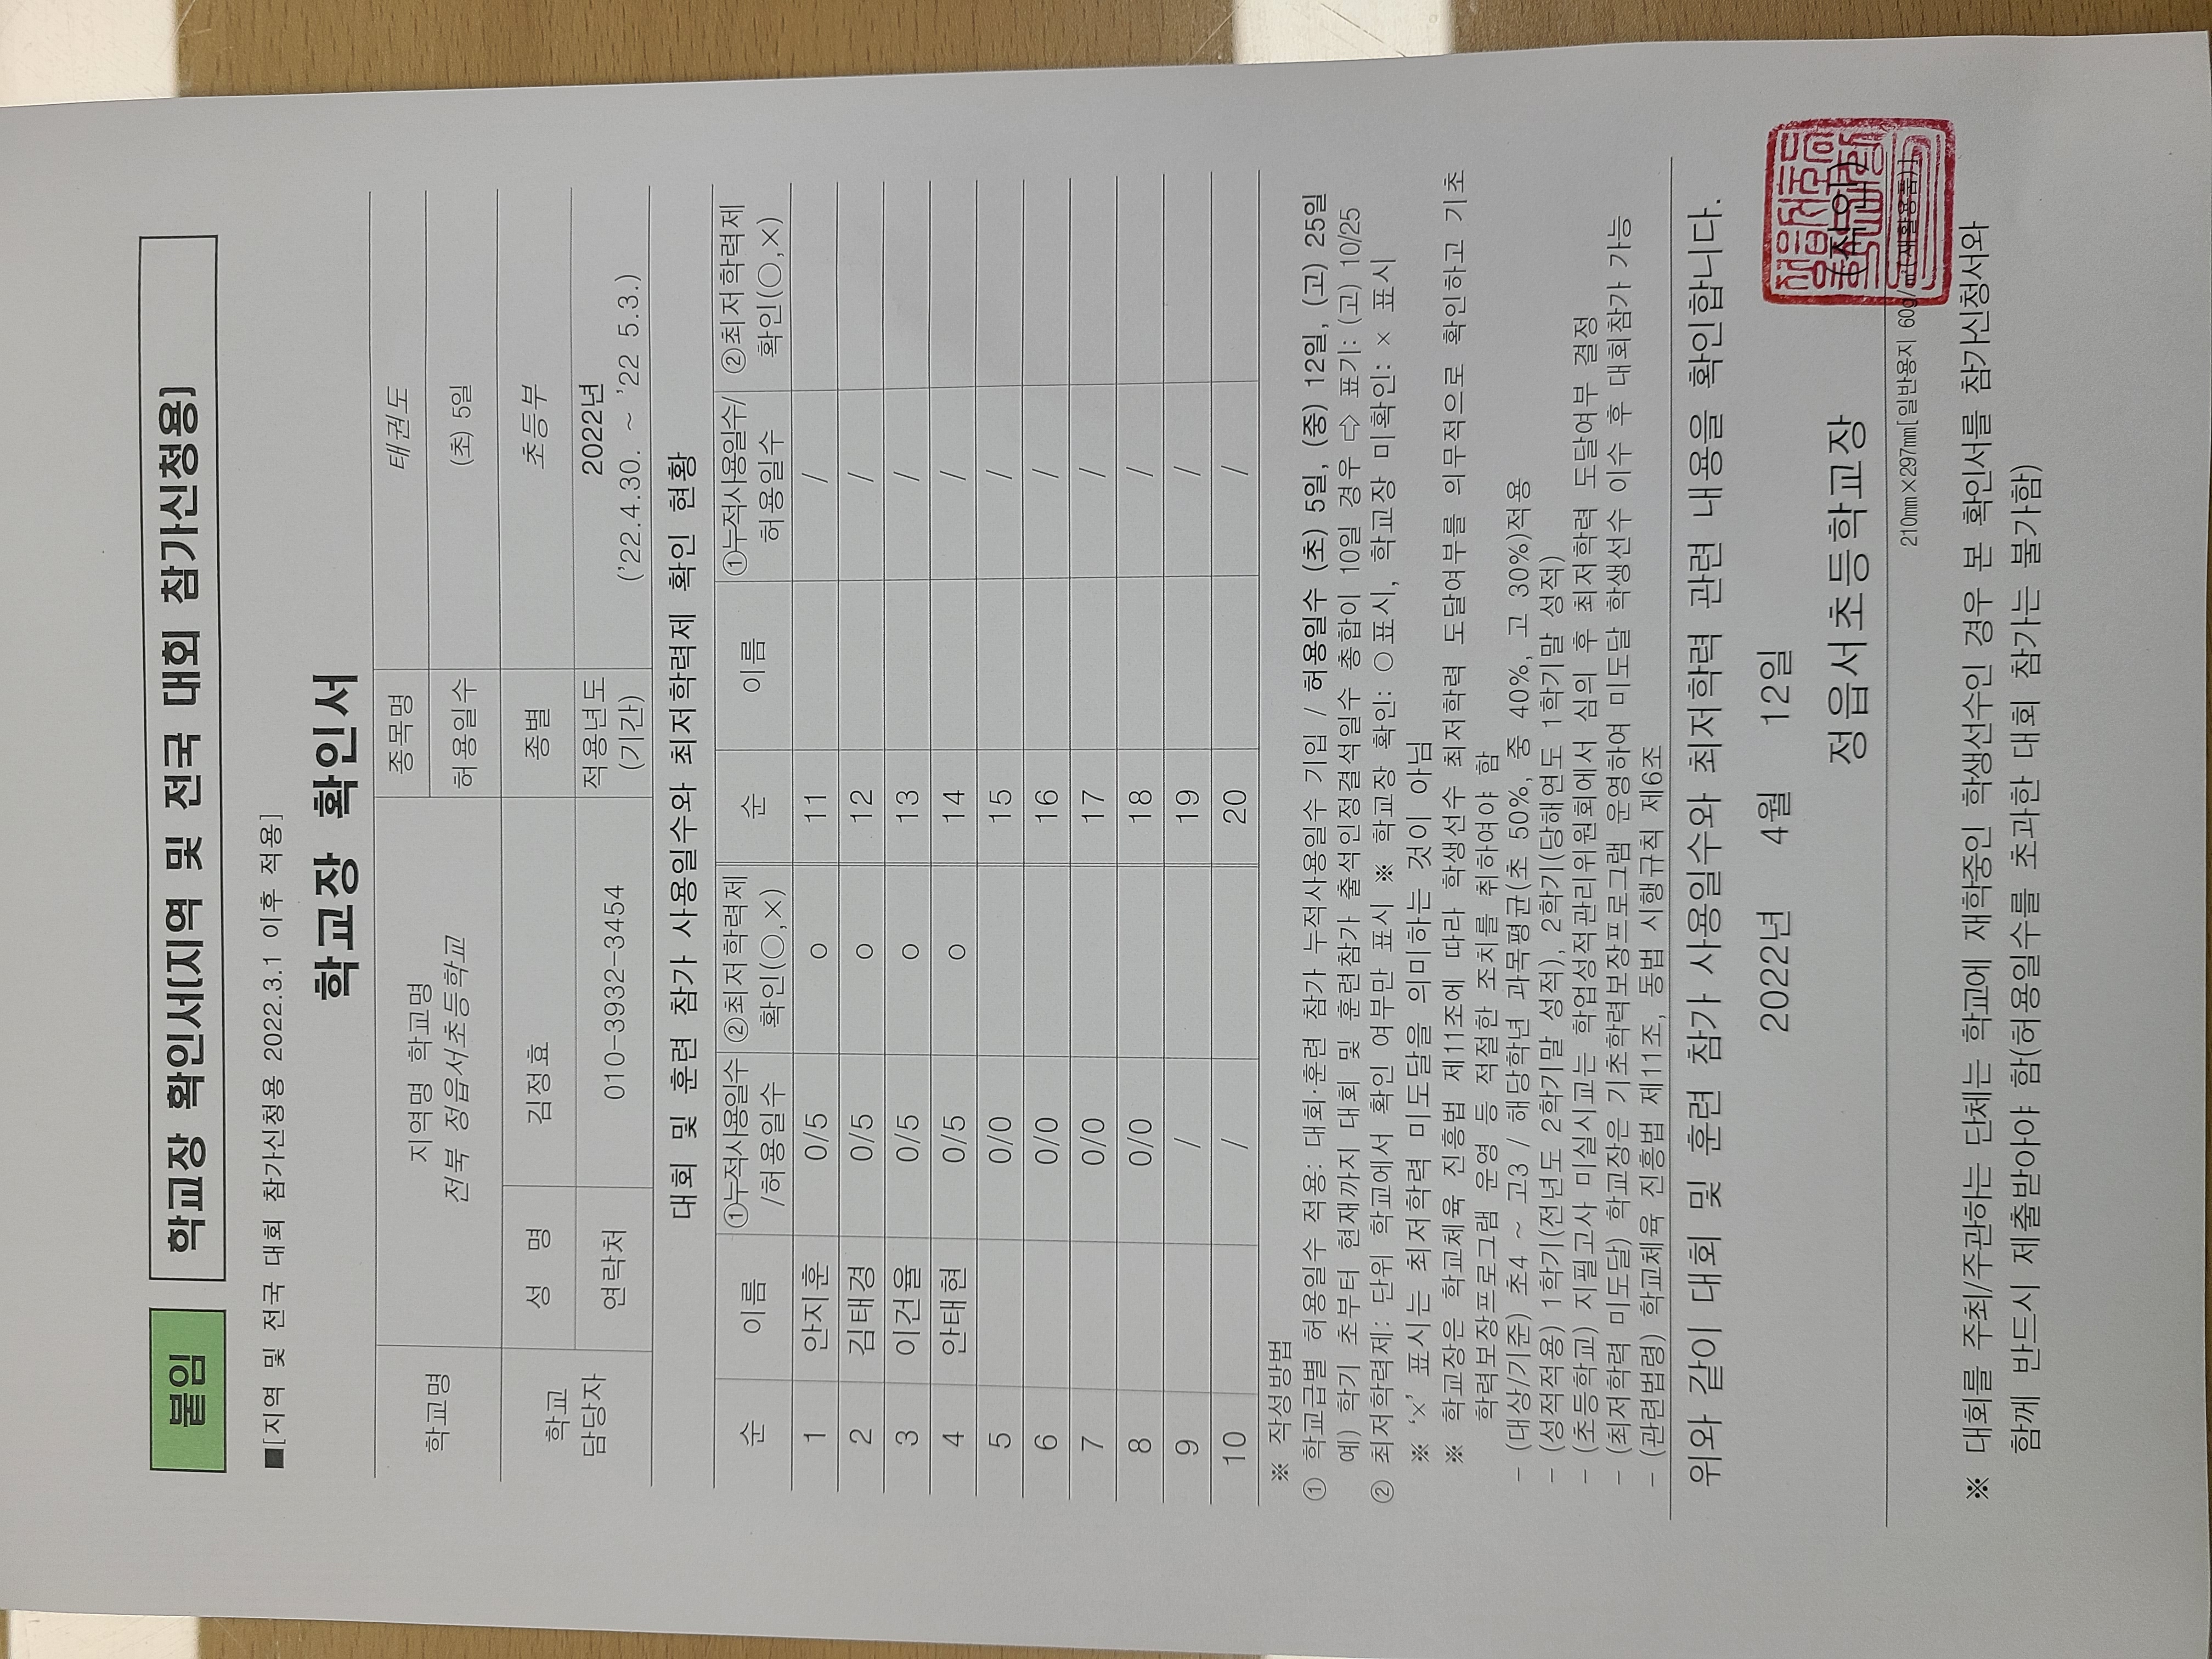 붙임 학교장 확인서(지역 및 전국 대회 참가신청용)
■[지역 및 전국 대회 참가신청용 2022.3.1 이후 적용]
학교장 확인서
학교명 지역명 학교명 전북 정읍서초등학교 종목명 태권도
허용일수 (초) 5일
학교 담당자 성 명 김정효 종별 초등부
연락처 010-3932-3454 적용년도 (기간) 2022년 ('22.4.30. ~ '22 5.3.)
대회 및 훈련 참가 사용일수와 최저학력제 확인 현황
순 이름 ①누적사용일수/허용일수 ②최저학력제 확인(○,×) 순 이름 ①누적사용일수/허용일수 ②최저학력제 확인(○,×)
1 안지훈 0/5 ○ 11 /
2 김태경 0/5 ○ 12 /
3 이건율 0/5 ○ 13 /
4 안태현 0/5 ○ 14 /
5 0/0 15 /
6 0/0 16 /
7 0/0 17 /
8 0/0 18 /
9 / 19 /
10 / 20 /
※ 작성방법
① 학교급별 허용일수 적용: 대회·훈련 참가 누적사용일수 기입 / 허용일수 (초) 5일, (중) 12일, (고) 25일
예) 학기 초부터 현재까지 대회 및 훈련참가 출석인정결석일수 총합이 10일 경우 ⇨ 표기: (고) 10/25
② 최저학력제: 단위 학교에서 확인 여부만 표시 ※ 학교장 확인: ○표시, 학교장 미확인: × 표시
※ '×' 표시는 최저학력 미도달을 의미하는 것이 아님
※ 학교장은 학교체육 진흥법 제11조에 따라 학생선수 최저학력 도달여부를 의무적으로 확인하고 기초
학력보장프로그램 운영 등 적절한 조치를 취하여야 함
- (대상/기준) 초4 ~ 고3 / 해당학년 과목평균(초 50%, 중 40%, 고 30%)적용
- (성적적용) 1학기(전년도 2학기말 성적), 2학기(당해연도 1학기말 성적)
- (초등학교) 지필고사 미실시교는 학업성적관리위원회에서 심의 후 최저학력 도달여부 결정
- (최저학력 미도달) 학교장은 기초학력보장프로그램 운영하여 미도달 학생선수 이수 후 대회참가 가능
- (관련법령) 학교체육 진흥법 제11조, 동법 시행규칙 제6조
위와 같이 대회 및 훈련 참가 사용일수와 최저학력 관련 내용을 확인합니다.
2022년 4월 12일
정읍서초등학교장 (직인)
210mm×297mm[일반용지 60g/㎡(재활용품)]
※ 대회를 주최/주관하는 단체는 학교에 재학중인 학생선수인 경우 본 확인서를 참가신청서와
함께 반드시 제출받아야 함(허용일수를 초과한 대회 참가는 불가함)